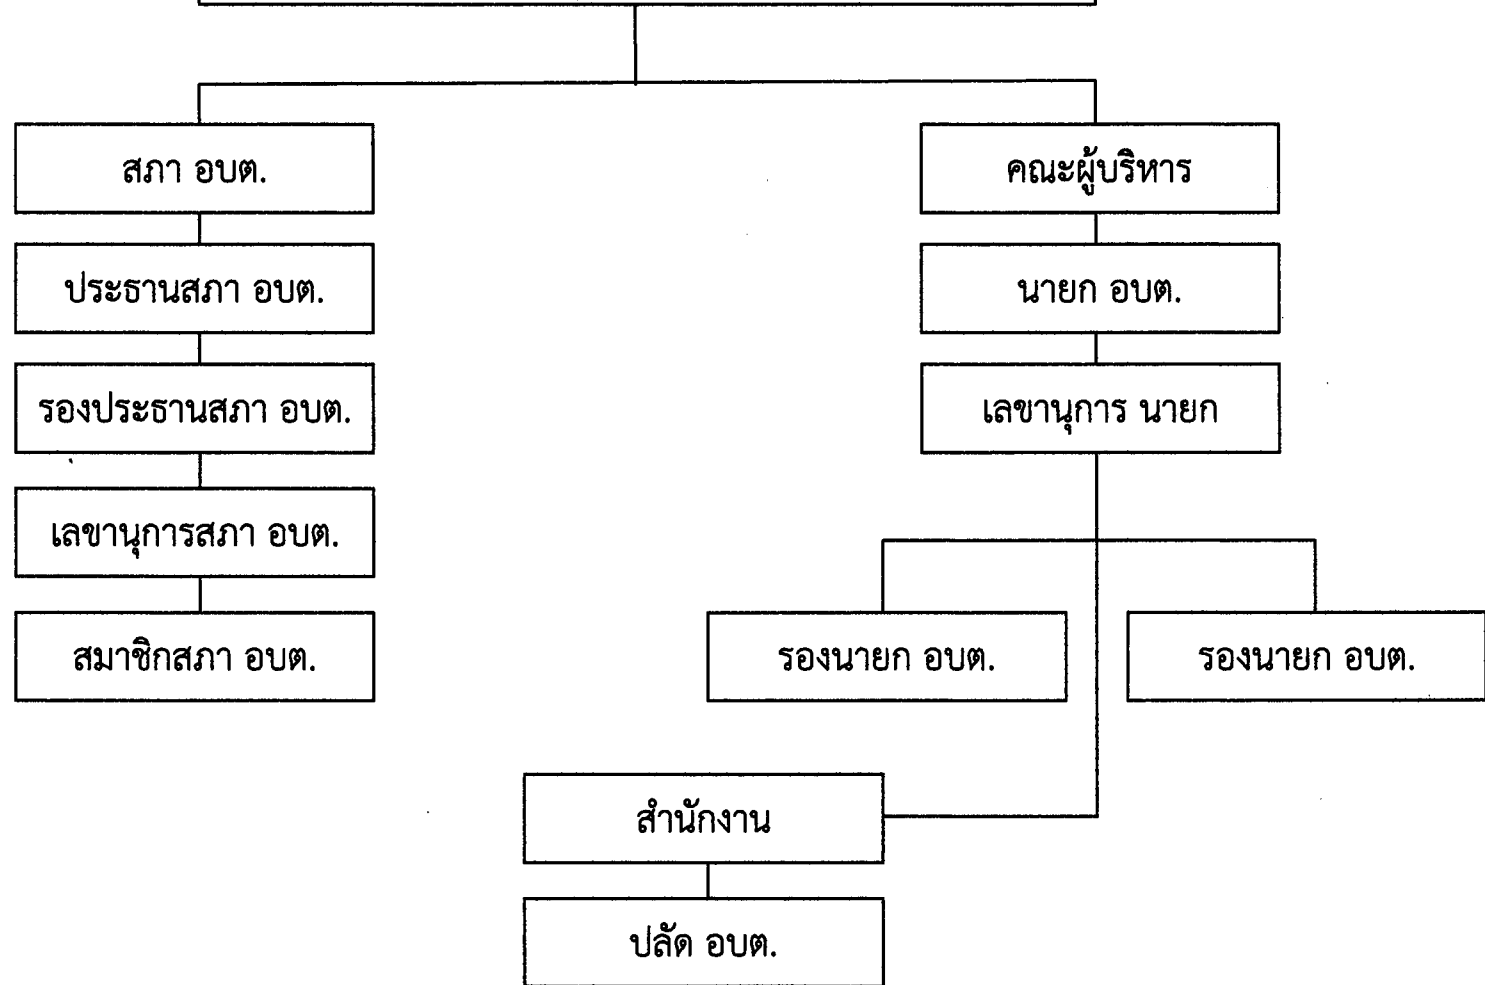 สภา อบต.
ประธานสภา อบต.
รองประธานสภา อบต.
เลขานุการสภา อบต.
สมาชิกสภา อบต.
คณะผู้บริหาร
นายก อบต.
เลขานุการ นายก
รองนายก อบต.
รองนายก อบต.
สำนักงาน
ปลัด อบต.